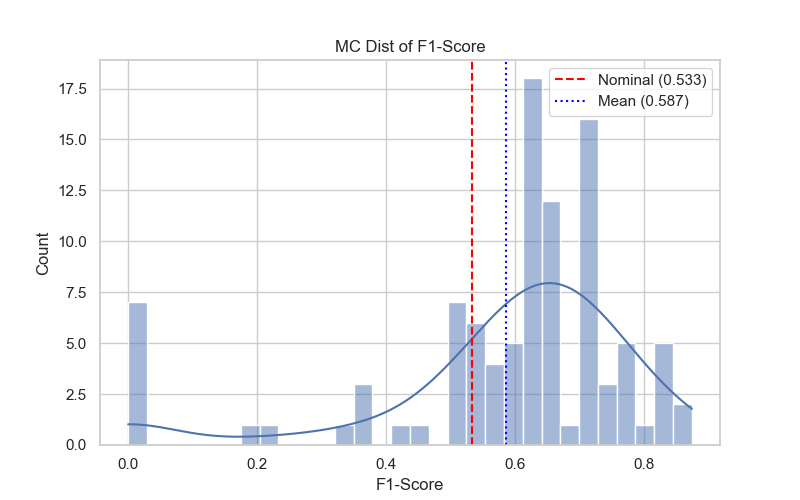 MC Dist of F1-Score
Nominal (0.533)
Mean (0.587)
Count
17.5
15.0
12.5
10.0
7.5
5.0
2.5
0.0
0.0 0.2 0.4 0.6 0.8
F1-Score